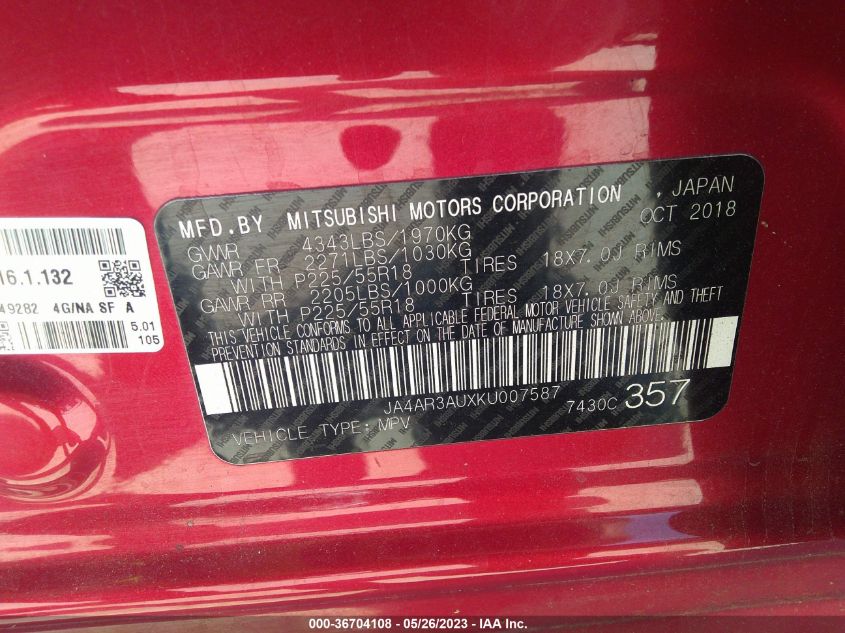 MFD.BY MITSUBISHI MOTORS CORPORATION , JAPAN
GVWR 4343LBS/1970KG OCT 2018
GAWR FR 2271LBS/1030KG
WITH P225/55R18 TIRES 18X7.0J RIMS
GAWR RR 2205LBS/1000KG
WITH P225/55R18 TIRES 18X7.0J RIMS
THIS VEHICLE CONFORMS TO ALL APPLICABLE FEDERAL MOTOR VEHICLE SAFETY AND THEFT
PREVENTION STANDARDS IN EFFECT ON THE DATE OF MANUFACTURE SHOWN ABOVE.
JA4AR3AUXKU007587 7430C 357
VEHICLE TYPE: MPV
16.1.132
49282 4G/NA SF A
5.01
105
000-36704108 - 05/26/2023 - IAA Inc.